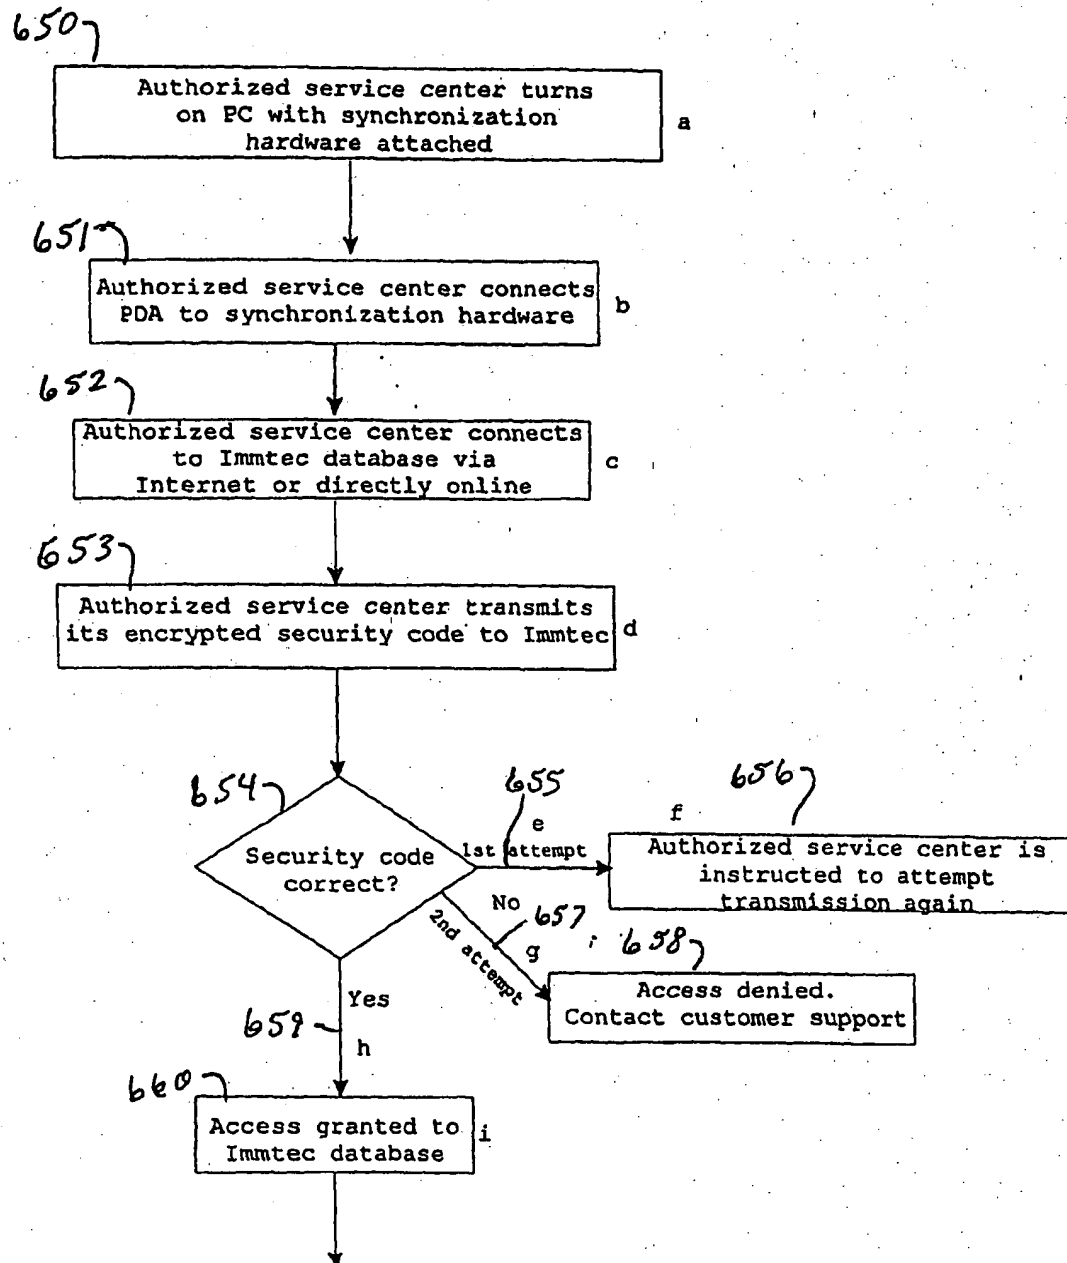 650
Authorized service center turns
on PC with synchronization
hardware attached
a
651
Authorized service center connects
PDA to synchronization hardware
b
652
Authorized service center connects
to Immtec database via
Internet or directly online
c
653
Authorized service center transmits
its encrypted security code to Immtec
d
654
Security code
correct?
655
e
1st attempt
656
f
Authorized service center is
instructed to attempt
transmission again
No
657
g
2nd attempt
658
Access denied.
Contact customer support
Yes
659
h
660
Access granted to
Immtec database
i